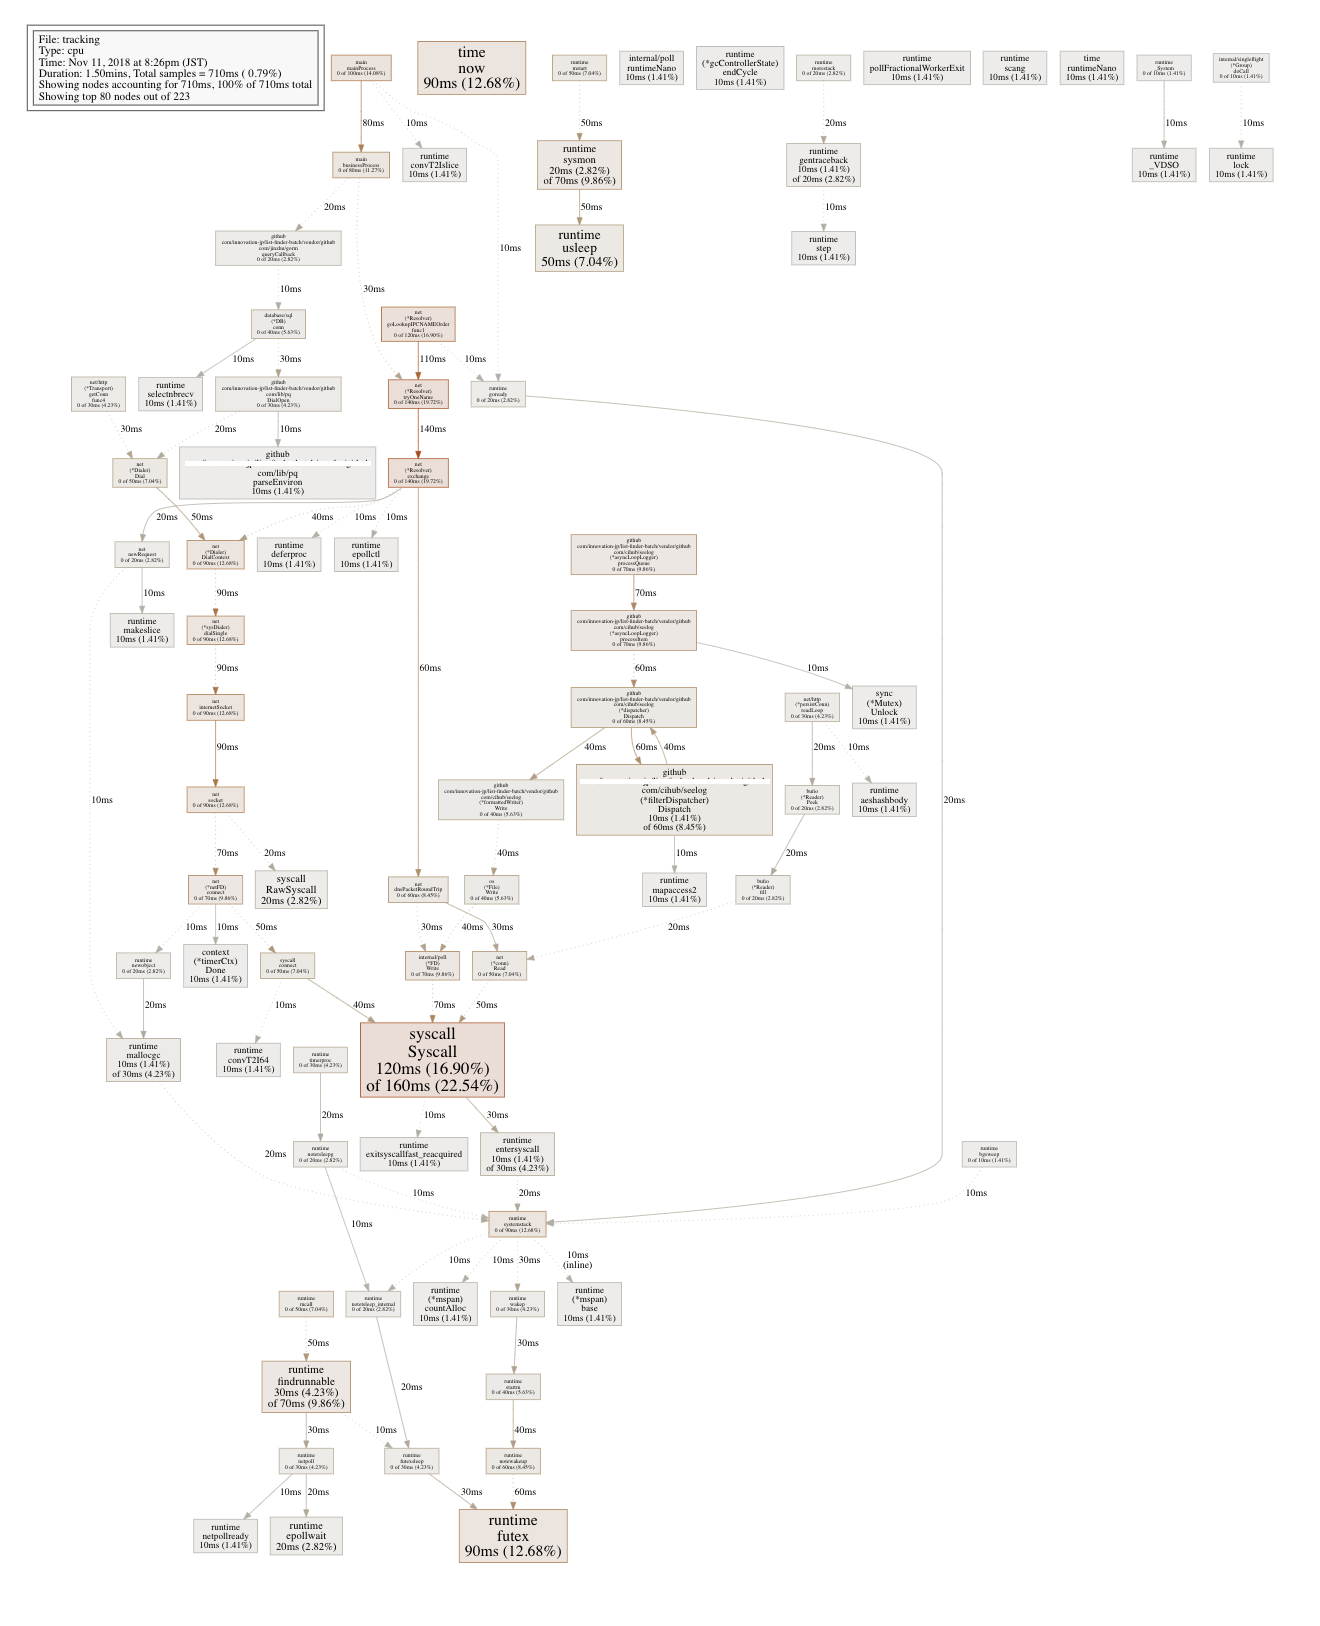 File: tracking
Type: cpu
Time: Nov 11, 2018 at 8:26pm (JST)
Duration: 1.50mins, Total samples = 710ms ( 0.79%)
Showing nodes accounting for 710ms, 100% of 710ms total
Showing top 80 nodes out of 223
main
mainProcess
0 of 100ms (14.08%)
time
now
90ms (12.68%)
runtime
mstart
0 of 50ms (7.04%)
internal/poll
runtimeNano
10ms (1.41%)
runtime
(*gcControllerState)
endCycle
10ms (1.41%)
runtime
morestack
0 of 20ms (2.82%)
runtime
pollFractionalWorkerExit
10ms (1.41%)
runtime
scang
10ms (1.41%)
time
runtimeNano
10ms (1.41%)
runtime
_System
0 of 10ms (1.41%)
internal/singleflight
(*Group)
doCall
0 of 10ms (1.41%)
80ms
10ms
50ms
20ms
10ms
10ms
main
businessProcess
0 of 80ms (11.27%)
runtime
convT2Islice
10ms (1.41%)
runtime
sysmon
20ms (2.82%)
of 70ms (9.86%)
runtime
gentraceback
10ms (1.41%)
of 20ms (2.82%)
runtime
_VDSO
10ms (1.41%)
runtime
lock
10ms (1.41%)
20ms
50ms
10ms
10ms
github
com/innovation-jp/list-finder-batch/vendor/github
com/jinzhu/gorm
queryCallback
0 of 20ms (2.82%)
runtime
usleep
50ms (7.04%)
runtime
step
10ms (1.41%)
10ms
30ms
database/sql
(*DB)
conn
0 of 40ms (5.63%)
net
(*Resolver)
goLookupIPCNAMEOrder
func1
0 of 120ms (16.90%)
10ms
30ms
110ms
10ms
net/http
(*Transport)
getConn
func4
0 of 30ms (4.23%)
runtime
selectnbrecv
10ms (1.41%)
github
com/innovation-jp/list-finder-batch/vendor/github
com/lib/pq
DialOpen
0 of 30ms (4.23%)
net
(*Resolver)
tryOneName
0 of 140ms (19.72%)
runtime
goready
0 of 20ms (2.82%)
30ms
20ms
10ms
140ms
net
(*Dialer)
Dial
0 of 50ms (7.04%)
github
com/lib/pq
parseEnviron
10ms (1.41%)
net
(*Resolver)
exchange
0 of 140ms (19.72%)
20ms
50ms
40ms
10ms
10ms
net
newRequest
0 of 20ms (2.82%)
net
(*Dialer)
DialContext
0 of 90ms (12.68%)
runtime
deferproc
10ms (1.41%)
runtime
epollctl
10ms (1.41%)
github
com/innovation-jp/list-finder-batch/vendor/github
com/cihub/seelog
(*asyncLoopLogger)
processQueue
0 of 70ms (9.86%)
10ms
90ms
70ms
runtime
makeslice
10ms (1.41%)
net
(*sysDialer)
dialSingle
0 of 90ms (12.68%)
github
com/innovation-jp/list-finder-batch/vendor/github
com/cihub/seelog
(*asyncLoopLogger)
processItem
0 of 70ms (9.86%)
90ms
60ms
60ms
10ms
net
internetSocket
0 of 90ms (12.68%)
github
com/innovation-jp/list-finder-batch/vendor/github
com/cihub/seelog
(*dispatcher)
Dispatch
0 of 60ms (8.45%)
net/http
(*persistConn)
readLoop
0 of 30ms (4.23%)
sync
(*Mutex)
Unlock
10ms (1.41%)
90ms
40ms
60ms
40ms
20ms
10ms
10ms
20ms
net
socket
0 of 90ms (12.68%)
github
com/innovation-jp/list-finder-batch/vendor/github
com/cihub/seelog
(*formattedWriter)
Write
0 of 40ms (5.63%)
github
com/cihub/seelog
(*filterDispatcher)
Dispatch
10ms (1.41%)
of 60ms (8.45%)
bufio
(*Reader)
Peek
0 of 20ms (2.82%)
runtime
aeshashbody
10ms (1.41%)
70ms
20ms
40ms
10ms
20ms
net
(*netFD)
connect
0 of 70ms (9.86%)
syscall
RawSyscall
20ms (2.82%)
net
dnsPacketRoundTrip
0 of 60ms (8.45%)
os
(*File)
Write
0 of 40ms (5.63%)
runtime
mapaccess2
10ms (1.41%)
bufio
(*Reader)
fill
0 of 20ms (2.82%)
10ms
10ms
50ms
30ms
40ms
30ms
20ms
runtime
newobject
0 of 20ms (2.82%)
context
(*timerCtx)
Done
10ms (1.41%)
syscall
connect
0 of 50ms (7.04%)
internal/poll
(*FD)
Write
0 of 70ms (9.86%)
net
(*conn)
Read
0 of 50ms (7.04%)
20ms
10ms
40ms
70ms
50ms
runtime
mallocgc
10ms (1.41%)
of 30ms (4.23%)
runtime
convT2I64
10ms (1.41%)
runtime
timerproc
0 of 30ms (4.23%)
syscall
Syscall
120ms (16.90%)
of 160ms (22.54%)
20ms
10ms
30ms
20ms
runtime
notetsleepg
0 of 20ms (2.82%)
runtime
exitsyscallfast_reacquired
10ms (1.41%)
runtime
entersyscall
10ms (1.41%)
of 30ms (4.23%)
runtime
bgsweep
0 of 10ms (1.41%)
10ms
20ms
10ms
10ms
runtime
systemstack
0 of 90ms (12.68%)
10ms
10ms
30ms
10ms
(inline)
runtime
mcall
0 of 50ms (7.04%)
runtime
notetsleep_internal
0 of 20ms (2.82%)
runtime
(*mspan)
countAlloc
10ms (1.41%)
runtime
wakep
0 of 30ms (4.23%)
runtime
(*mspan)
base
10ms (1.41%)
50ms
30ms
runtime
findrunnable
30ms (4.23%)
of 70ms (9.86%)
20ms
runtime
startm
0 of 40ms (5.63%)
30ms
10ms
40ms
runtime
netpoll
0 of 30ms (4.23%)
runtime
futexsleep
0 of 30ms (4.23%)
runtime
notewakeup
0 of 60ms (8.45%)
10ms
20ms
30ms
60ms
runtime
netpollready
10ms (1.41%)
runtime
epollwait
20ms (2.82%)
runtime
futex
90ms (12.68%)